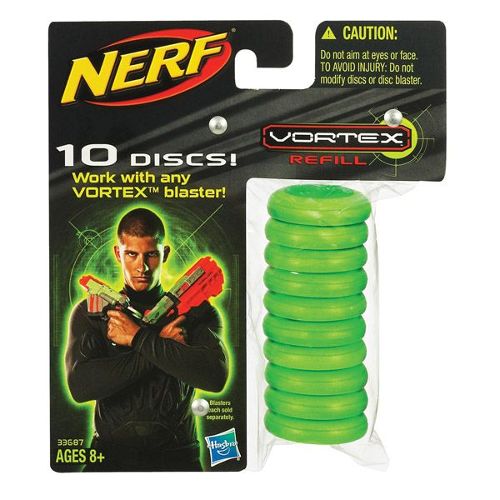 NERF
CAUTION:
Do not aim at eyes or face.
TO AVOID INJURY: Do not
modify discs or disc blaster.
VORTEX
REFILL
10 DISCS!
Work with any
VORTEX™ blaster!
Blasters
each sold
separately.
33687
AGES 8+
Hasbro